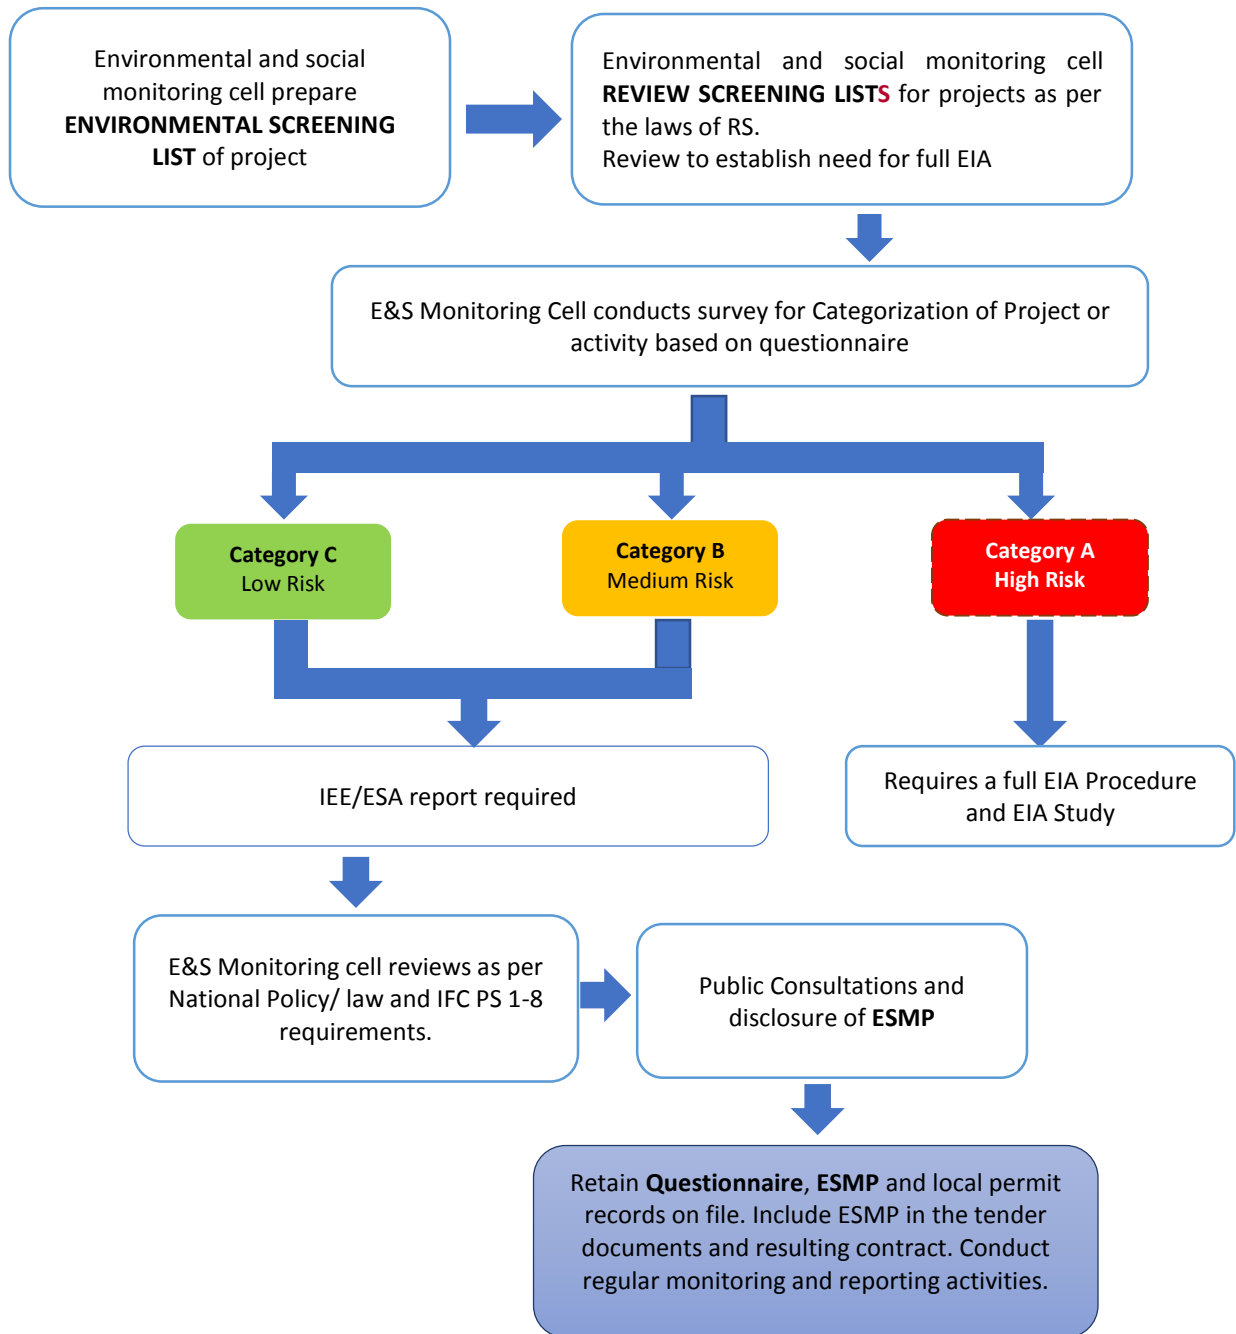 Environmental and social
monitoring cell prepare
ENVIRONMENTAL SCREENING
LIST of project
Environmental and social monitoring cell
REVIEW SCREENING LISTS for projects as per
the laws of RS.
Review to establish need for full EIA
E&S Monitoring Cell conducts survey for Categorization of Project or
activity based on questionnaire
Category C
Low Risk
Category B
Medium Risk
Category A
High Risk
IEE/ESA report required
Requires a full EIA Procedure
and EIA Study
E&S Monitoring cell reviews as per
National Policy/ law and IFC PS 1-8
requirements.
Public Consultations and
disclosure of ESMP
Retain Questionnaire, ESMP and local permit
records on file. Include ESMP in the tender
documents and resulting contract. Conduct
regular monitoring and reporting activities.